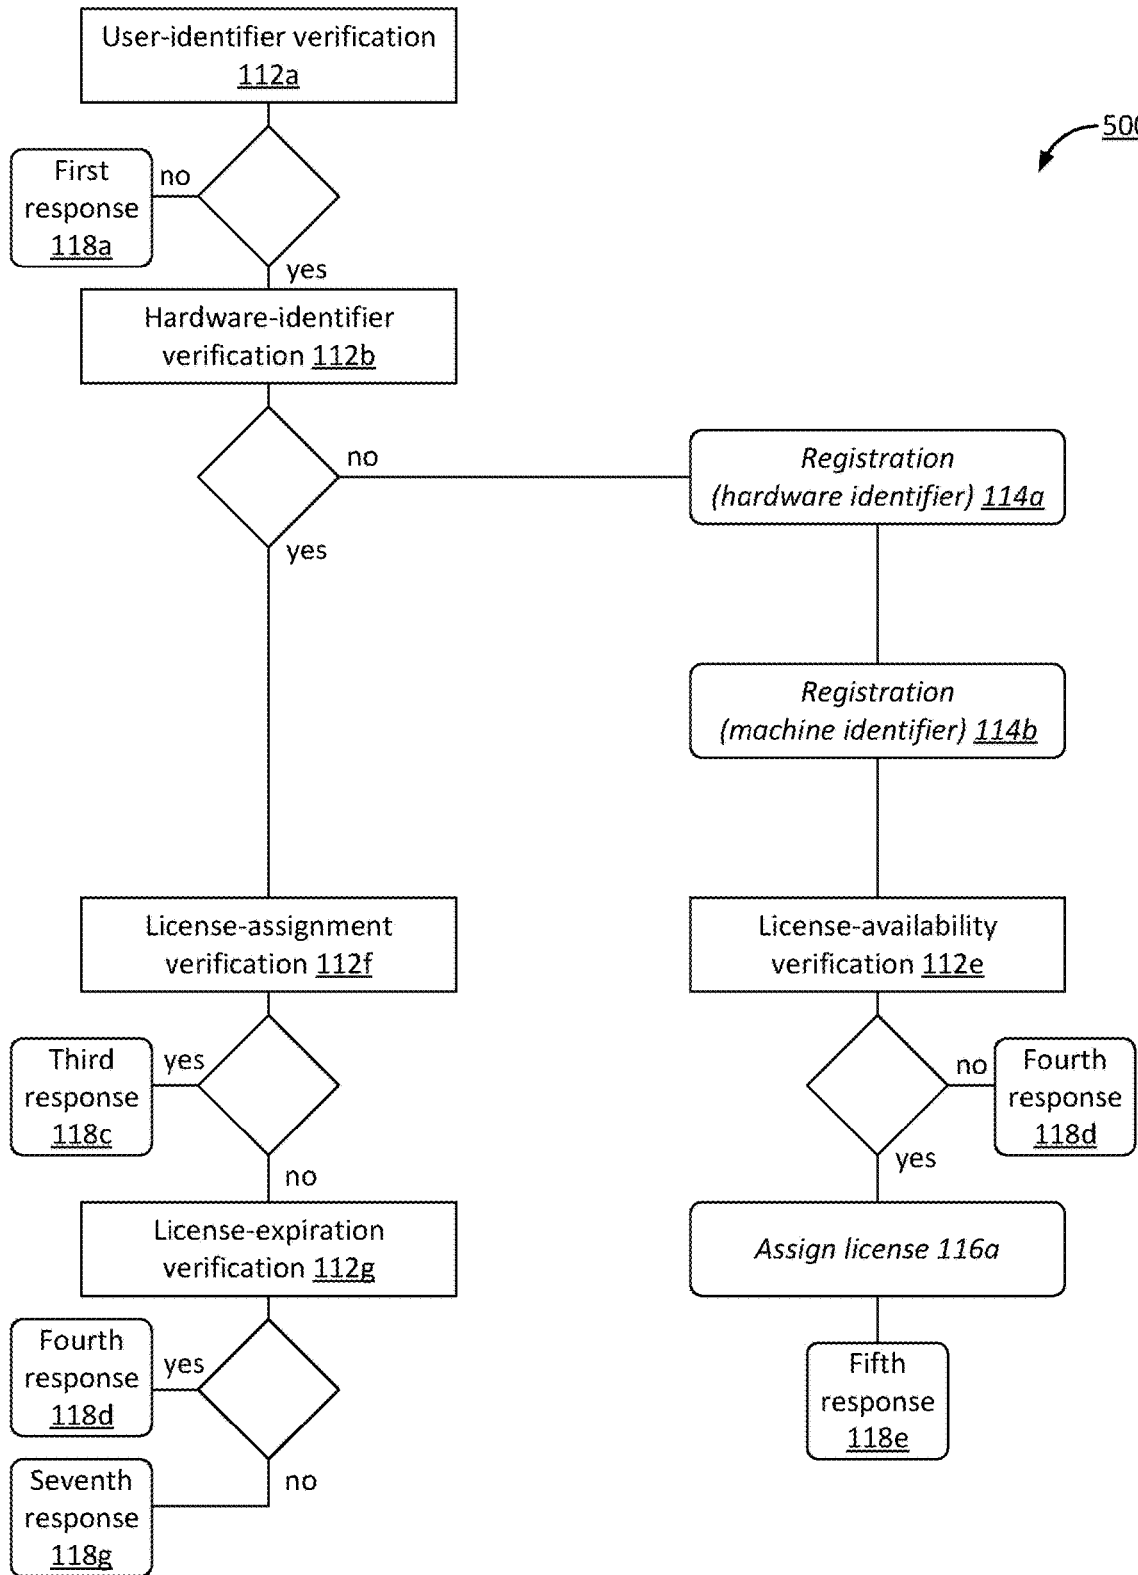 User-identifier verification
112a
First
response
118a
no
yes
Hardware-identifier
verification 112b
no
yes
Registration
(hardware identifier) 114a
Registration
(machine identifier) 114b
License-assignment
verification 112f
License-availability
verification 112e
Third
response
118c
yes
no
no
Fourth
response
118d
yes
License-expiration
verification 112g
Assign license 116a
Fourth
response
118d
yes
no
Fifth
response
118e
Seventh
response
118g